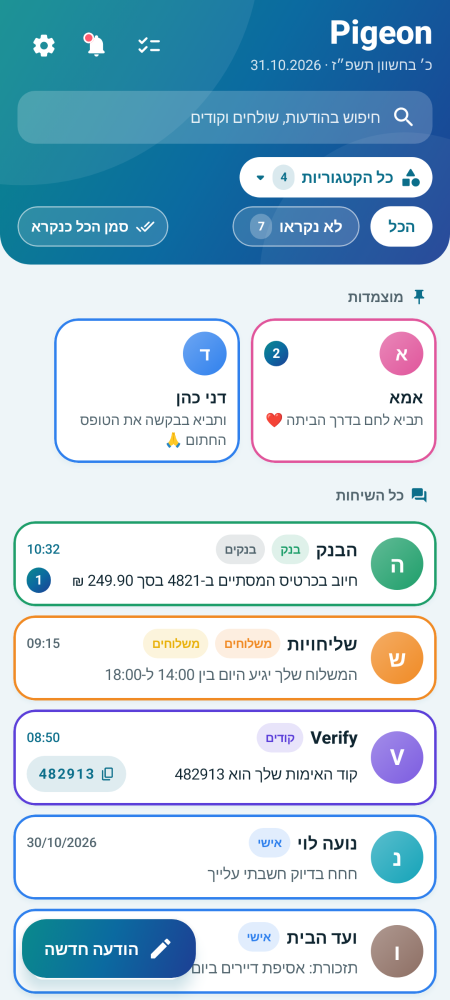 Pigeon
כ׳ בחשוון תשפ״ז · 31.10.2026
חיפוש בהודעות, שולחים וקודים
כל הקטגוריות 4
הכל
לא נקראו 7
סמן הכל כנקרא
מוצמדות
א
2
אמא
תביא לחם בדרך הביתה ❤️
ד
דני כהן
ותביא בבקשה את הטופס
החתום 🙏
כל השיחות
ה
הבנק בנק בנקים 10:32
חיוב בכרטיס המסתיים ב-4821 בסך 249.90 ₪ 1
ש
שליחויות משלוחים משלוחים 09:15
המשלוח שלך יגיע היום בין 14:00 ל-18:00
V
Verify קודים 08:50
קוד האימות שלך הוא 482913 482913
נ
נועה לוי אישי 30/10/2026
חחח בדיוק חשבתי עלייך
ו
ועד הבית אישי
תזכורת: אסיפת דיירים ביום
הודעה חדשה